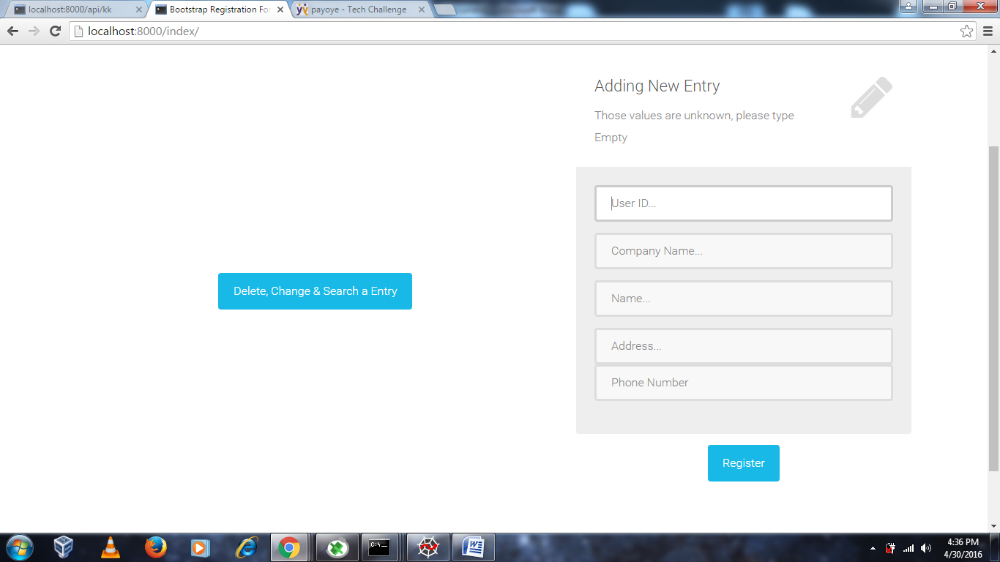 localhost:8000/api/kk
Bootstrap Registration For
payoye - Tech Challenge
localhost:8000/index/
Adding New Entry
Those values are unknown, please type
Empty
User ID...
Company Name...
Delete, Change & Search a Entry
Name...
Address...
Phone Number
Register
C:\
4:36 PM
4/30/2016